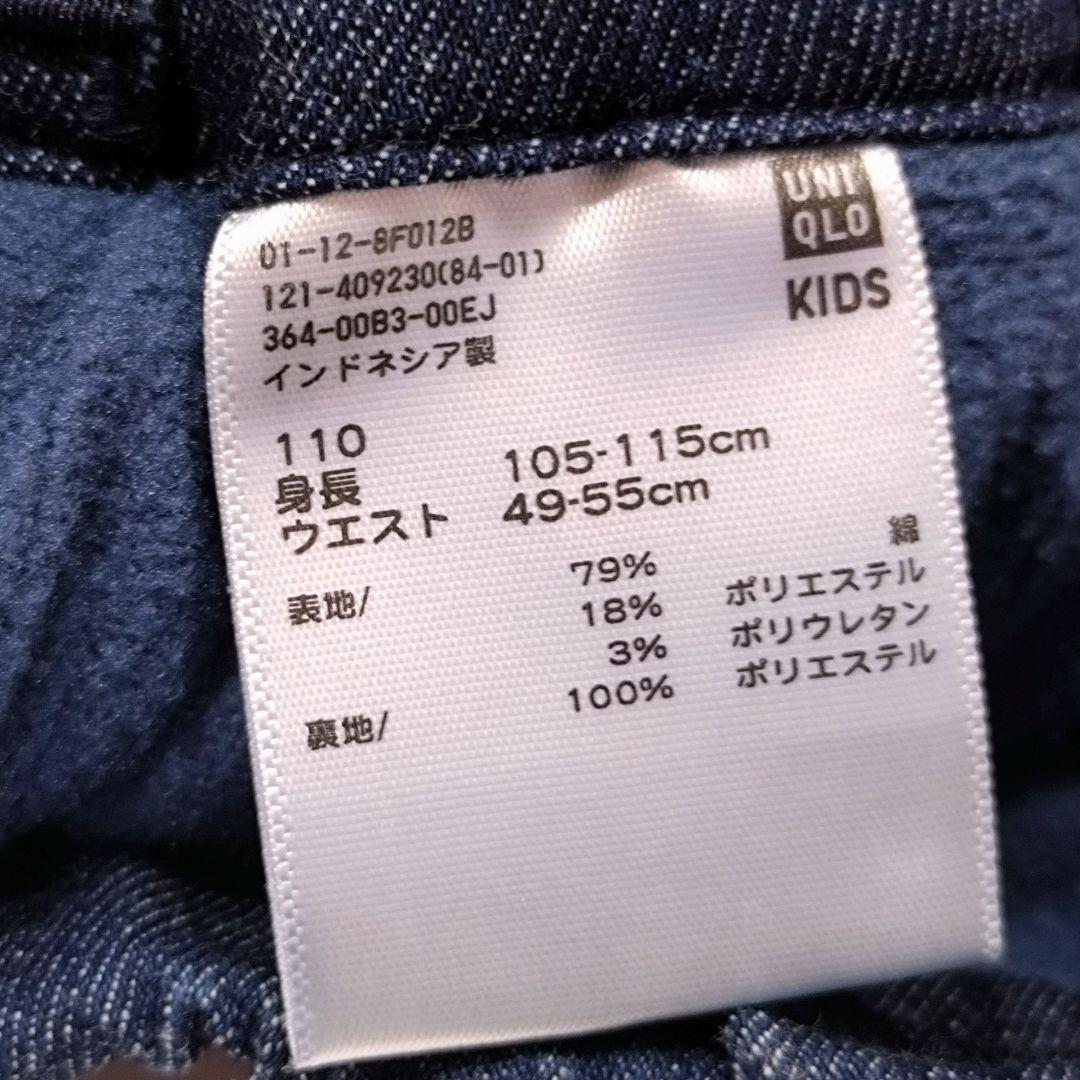 UNI
QLO
KIDS
01-12-8F012B
121-409230(84-01)
364-00B3-00EJ
インドネシア製
110
身長 105-115cm
ウエスト 49-55cm
表地/ 79% 綿
18% ポリエステル
3% ポリウレタン
裏地/ 100% ポリエステル